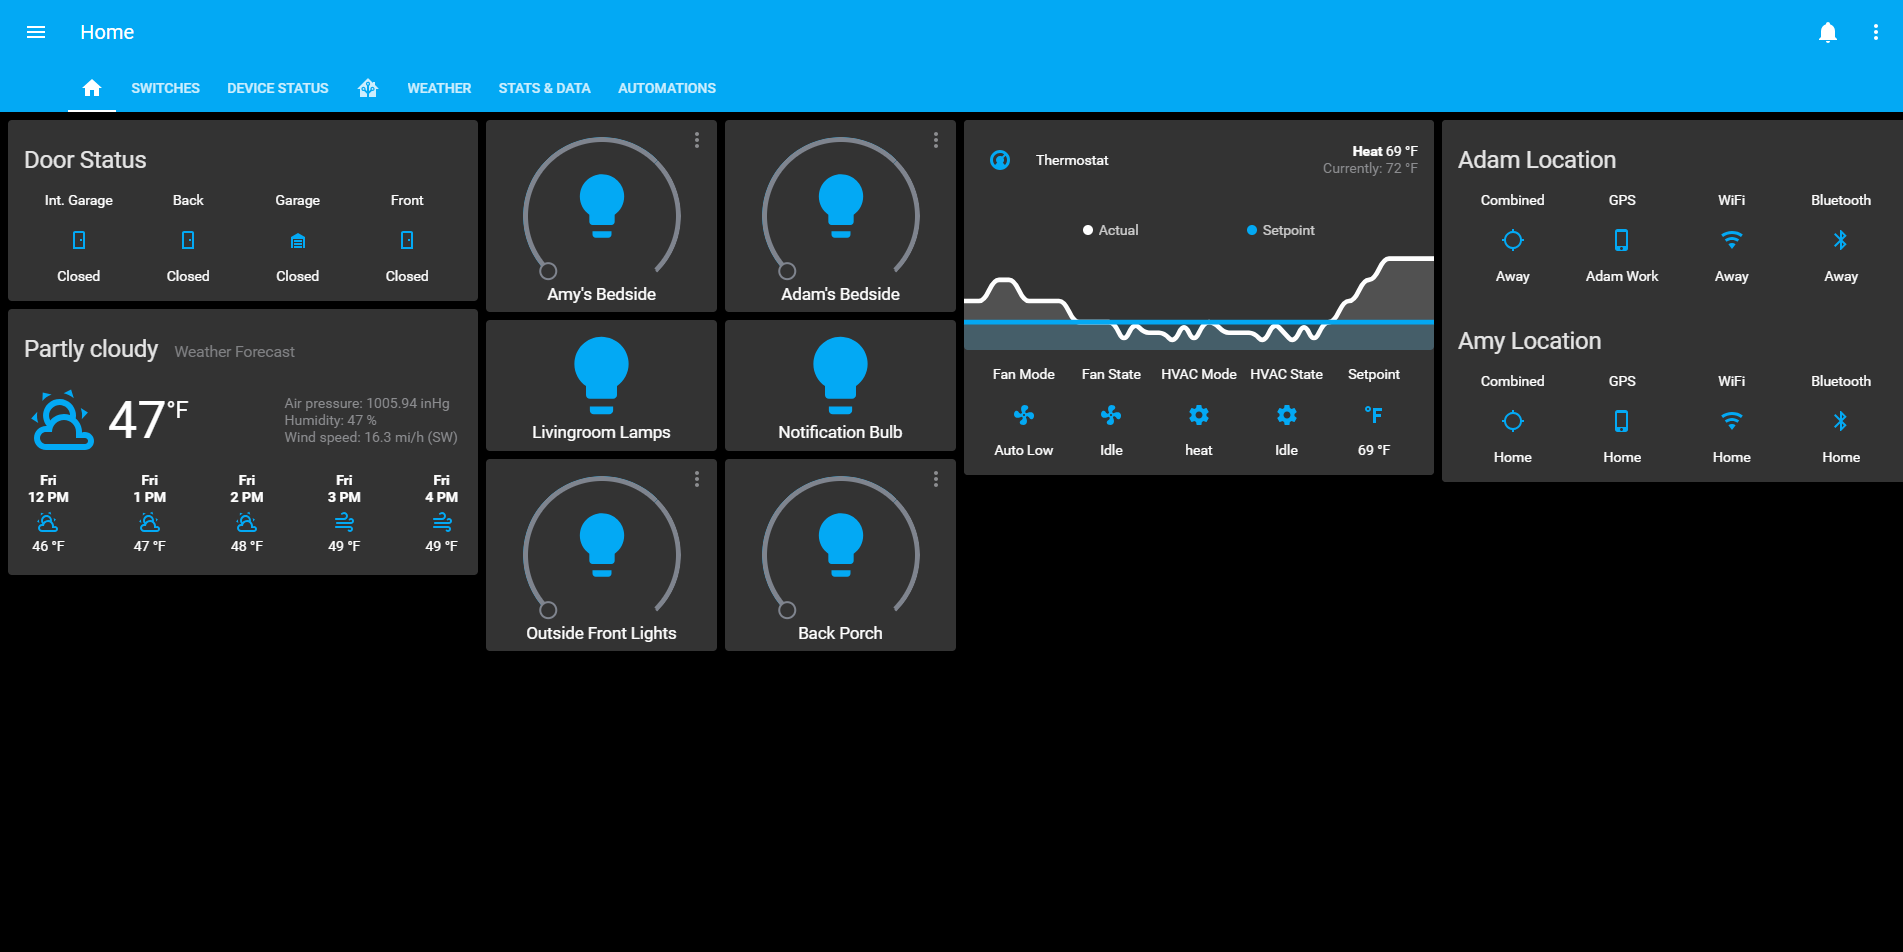 Home
SWITCHES DEVICE STATUS WEATHER STATS & DATA AUTOMATIONS
Door Status
Int. Garage Back Garage Front
Closed Closed Closed Closed
Partly cloudy Weather Forecast
47 °F
Air pressure: 1005.94 inHg
Humidity: 47 %
Wind speed: 16.3 mi/h (SW)
Fri Fri Fri Fri Fri
12 PM 1 PM 2 PM 3 PM 4 PM
46 °F 47 °F 48 °F 49 °F 49 °F
Amy's Bedside
Adam's Bedside
Livingroom Lamps
Notification Bulb
Outside Front Lights
Back Porch
Thermostat
Heat 69 °F
Currently: 72 °F
Actual Setpoint
Fan Mode Fan State HVAC Mode HVAC State Setpoint
°F
Auto Low Idle heat Idle 69 °F
Adam Location
Combined GPS WiFi Bluetooth
Away Adam Work Away Away
Amy Location
Combined GPS WiFi Bluetooth
Home Home Home Home